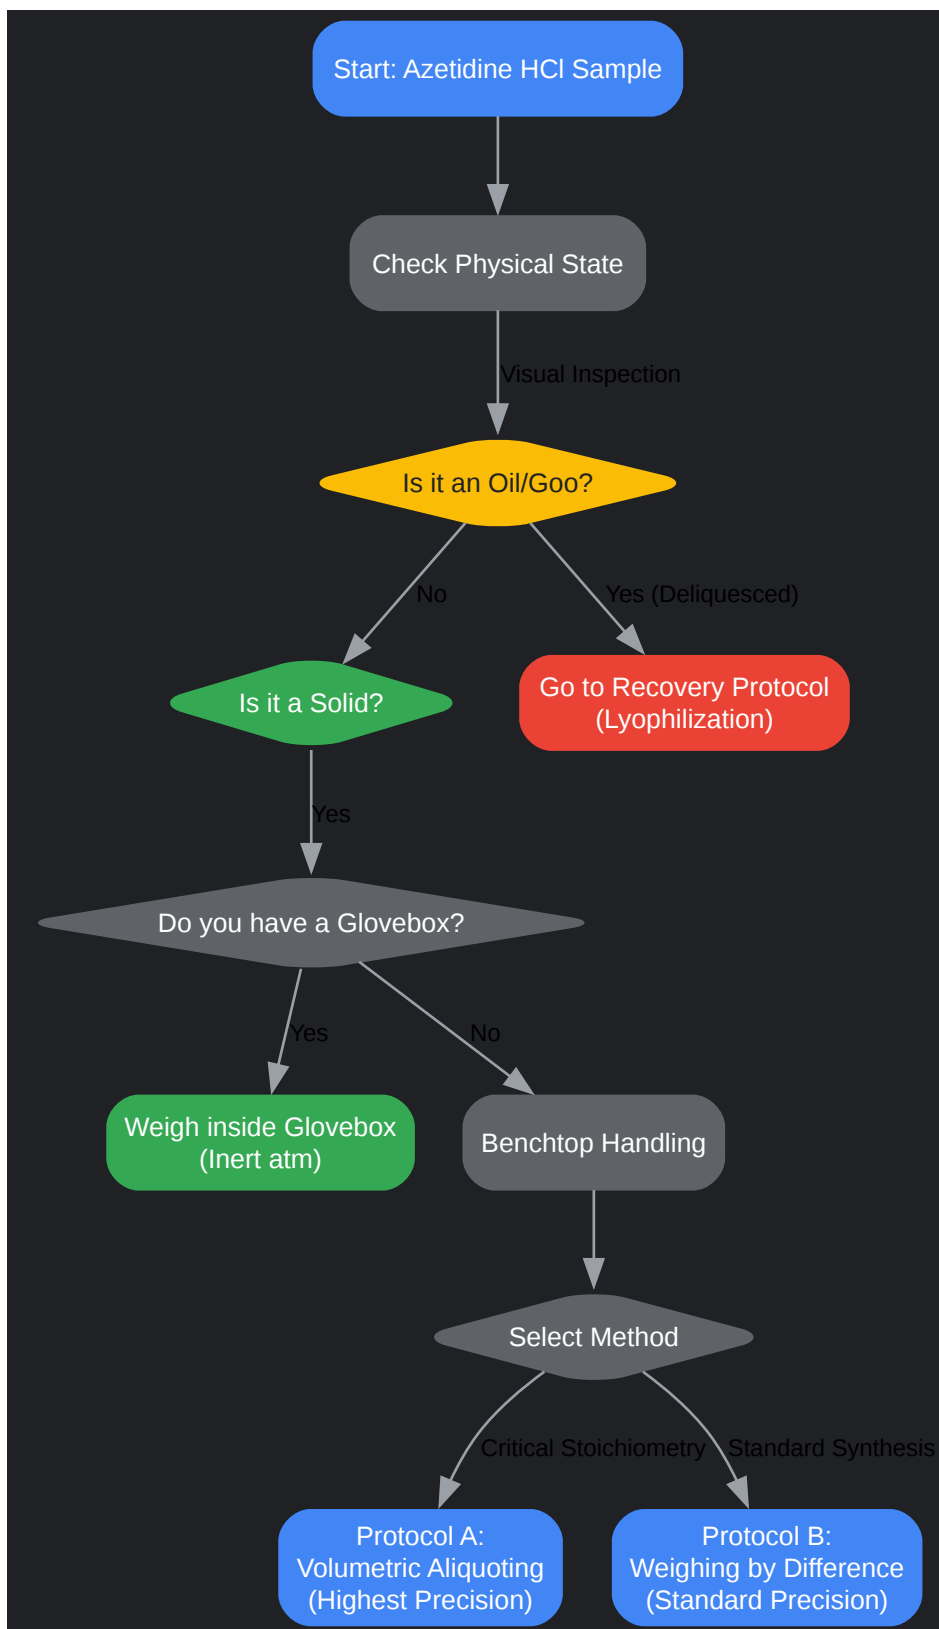 Start: Azetidine HCl Sample
Check Physical State
Visual Inspection
Is it an Oil/Goo?
No
Yes (Deliquesced)
Is it a Solid?
Go to Recovery Protocol
(Lyophilization)
Yes
Do you have a Glovebox?
Yes
No
Weigh inside Glovebox
(Inert atm)
Benchtop Handling
Select Method
Critical Stoichiometry
Standard Synthesis
Protocol A:
Volumetric Aliquoting
(Highest Precision)
Protocol B:
Weighing by Difference
(Standard Precision)